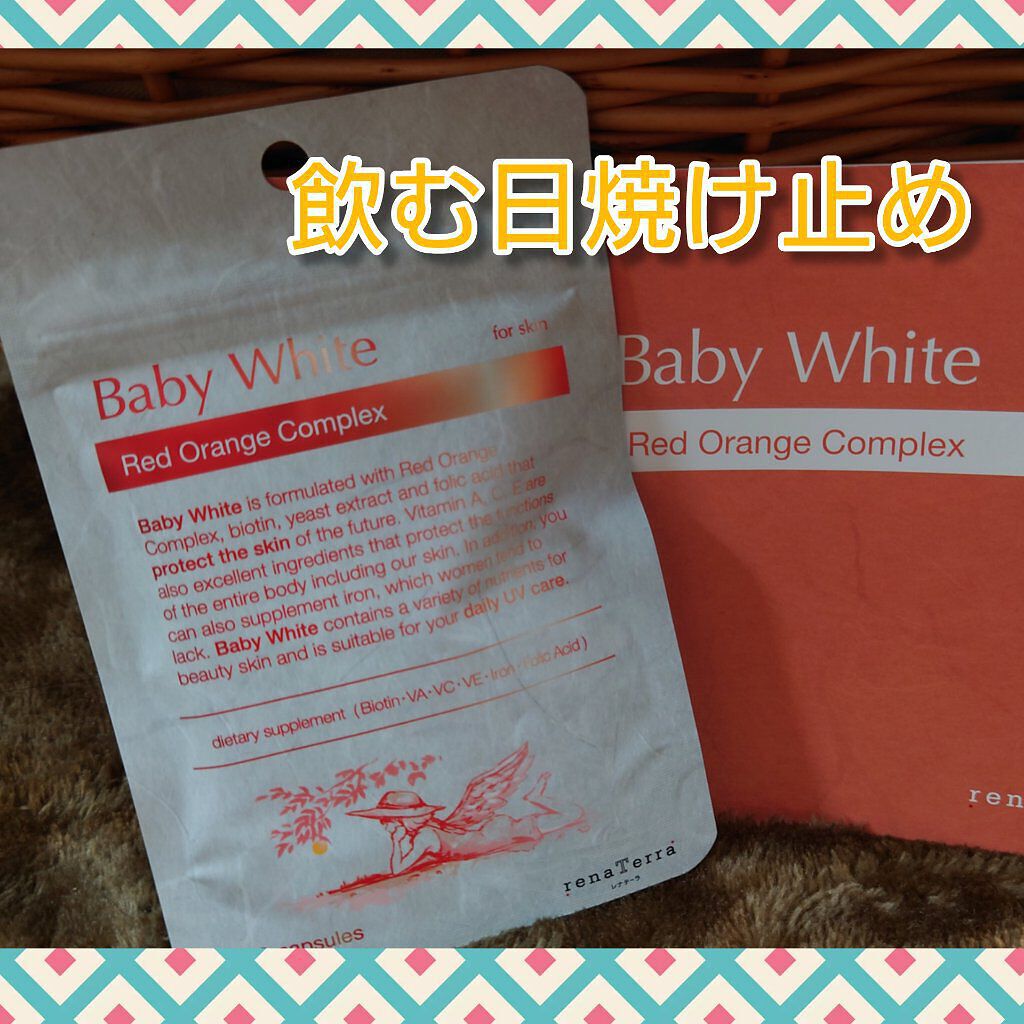 飲む日焼け止め
for skin
Baby White
Red Orange Complex
Baby White is formulated with Red Orange
Complex, biotin, yeast extract and folic acid that
protect the skin of the future. Vitamin A, C, E are
also excellent ingredients that protect the functions
of the entire body including our skin. In addition, you
can also supplement iron, which women tend to
lack. Baby White contains a variety of nutrients for
beauty skin and is suitable for your daily UV care.
dietary supplement (Biotin・VA・VC・VE・Iron・Folic Acid)
renaTerra
レナテーラ
capsules
Baby White
Red Orange Complex
ren